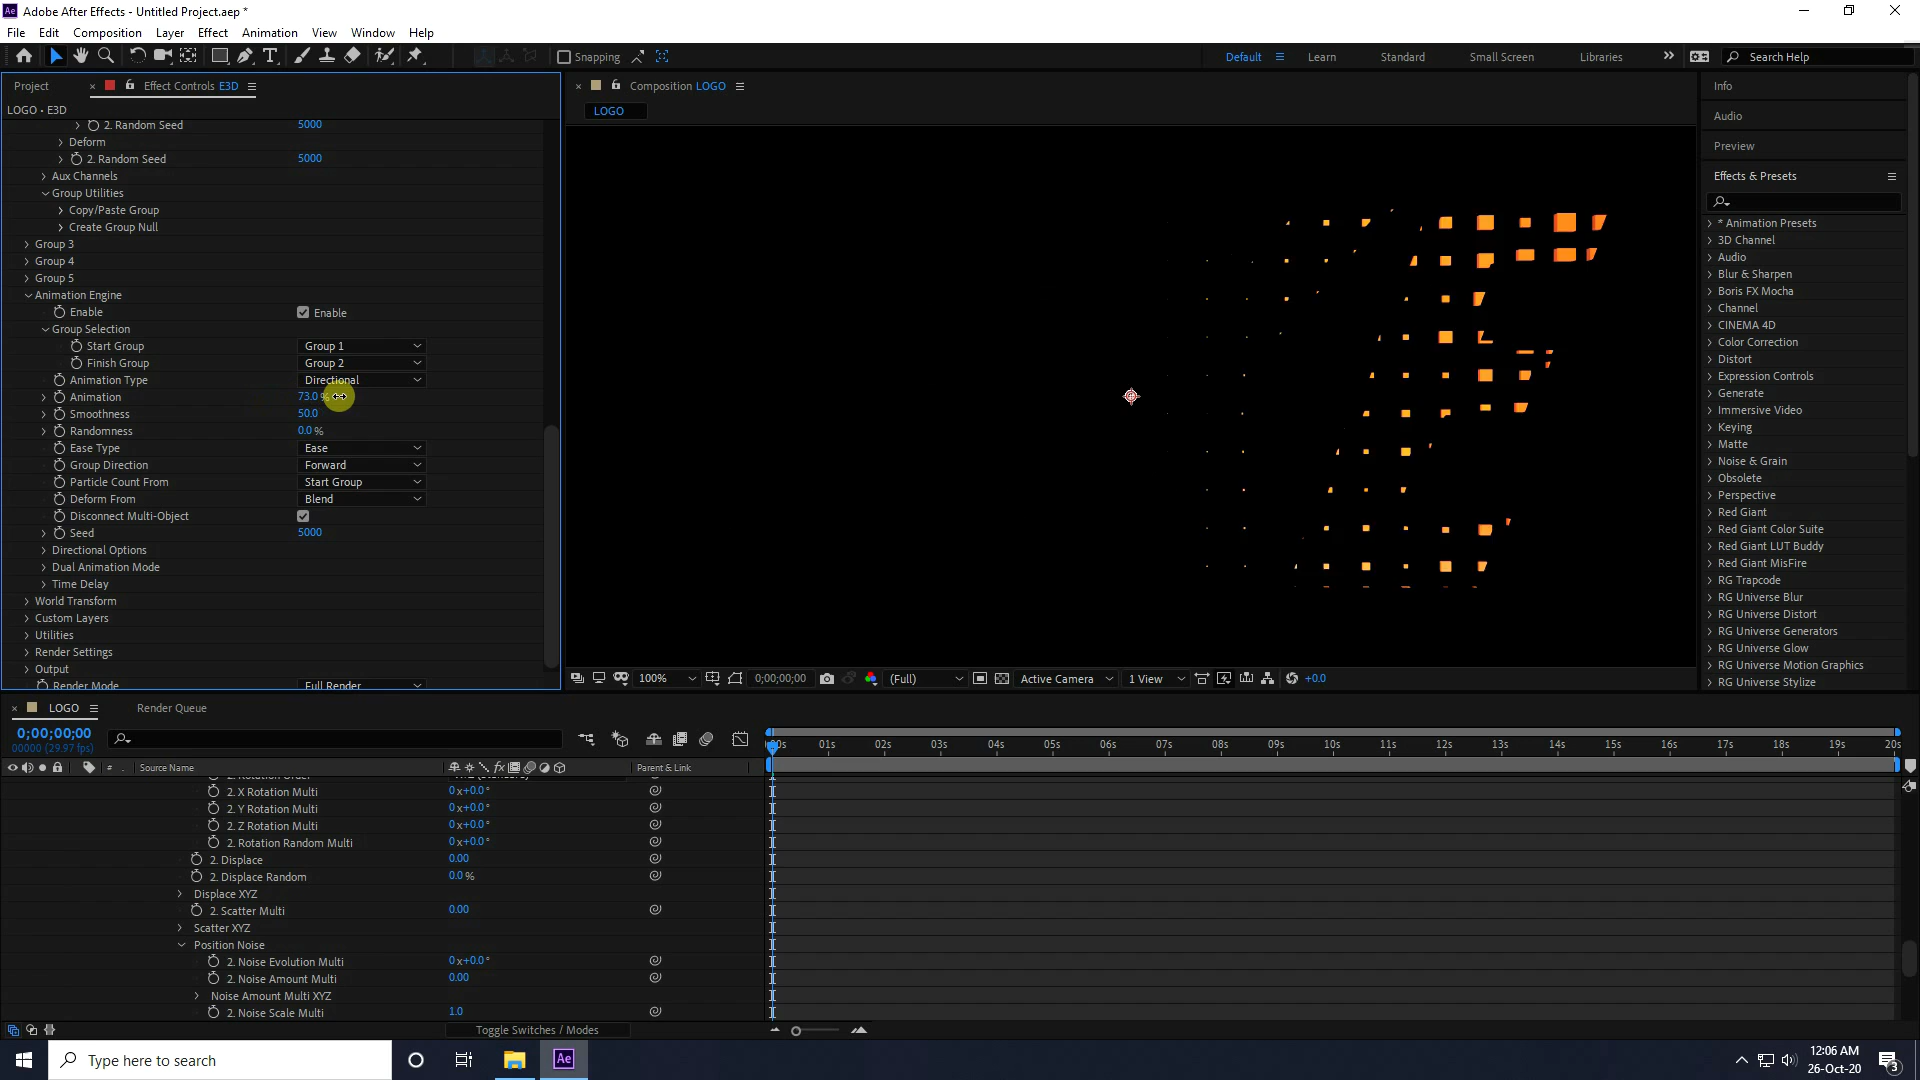 Adobe After Effects - Untitled Project.aep *
File Edit Composition Layer Effect Animation View Window Help
Snapping
Default Learn Standard Small Screen Libraries Search Help
Project Effect Controls E3D
LOGO • E3D
2. Random Seed 5000
Deform
2. Random Seed 5000
Aux Channels
Group Utilities
Copy/Paste Group
Create Group Null
Group 3
Group 4
Group 5
Animation Engine
Enable Enable
Group Selection
Start Group Group 1
Finish Group Group 2
Animation Type Directional
Animation 73.0 %
Smoothness 50.0
Randomness 0.0 %
Ease Type Ease
Group Direction Forward
Particle Count From Start Group
Deform From Blend
Disconnect Multi-Object
Seed 5000
Directional Options
Dual Animation Mode
Time Delay
World Transform
Custom Layers
Utilities
Render Settings
Output
Render Mode Full Render
Composition LOGO
LOGO
100% 0;00;00;00 (Full) Active Camera 1 View +0.0
Info
Audio
Preview
Effects & Presets
* Animation Presets
3D Channel
Audio
Blur & Sharpen
Boris FX Mocha
Channel
CINEMA 4D
Color Correction
Distort
Expression Controls
Generate
Immersive Video
Keying
Matte
Noise & Grain
Obsolete
Perspective
Red Giant
Red Giant Color Suite
Red Giant LUT Buddy
Red Giant MisFire
RG Trapcode
RG Universe Blur
RG Universe Distort
RG Universe Generators
RG Universe Glow
RG Universe Motion Graphics
RG Universe Stylize
LOGO Render Queue
0;00;00;00
00000 (29.97 fps)
00s 01s 02s 03s 04s 05s 06s 07s 08s 09s 10s 11s 12s 13s 14s 15s 16s 17s 18s 19s 20s
# Source Name Parent & Link
2. Rotation Order
2. X Rotation Multi 0x+0.0°
2. Y Rotation Multi 0x+0.0°
2. Z Rotation Multi 0x+0.0°
2. Rotation Random Multi 0x+0.0°
2. Displace 0.00
2. Displace Random 0.0 %
Displace XYZ
2. Scatter Multi 0.00
Scatter XYZ
Position Noise
2. Noise Evolution Multi 0x+0.0°
2. Noise Amount Multi 0.00
Noise Amount Multi XYZ
2. Noise Scale Multi 1.0
Toggle Switches / Modes
Type here to search
Ae
12:06 AM
26-Oct-20
3